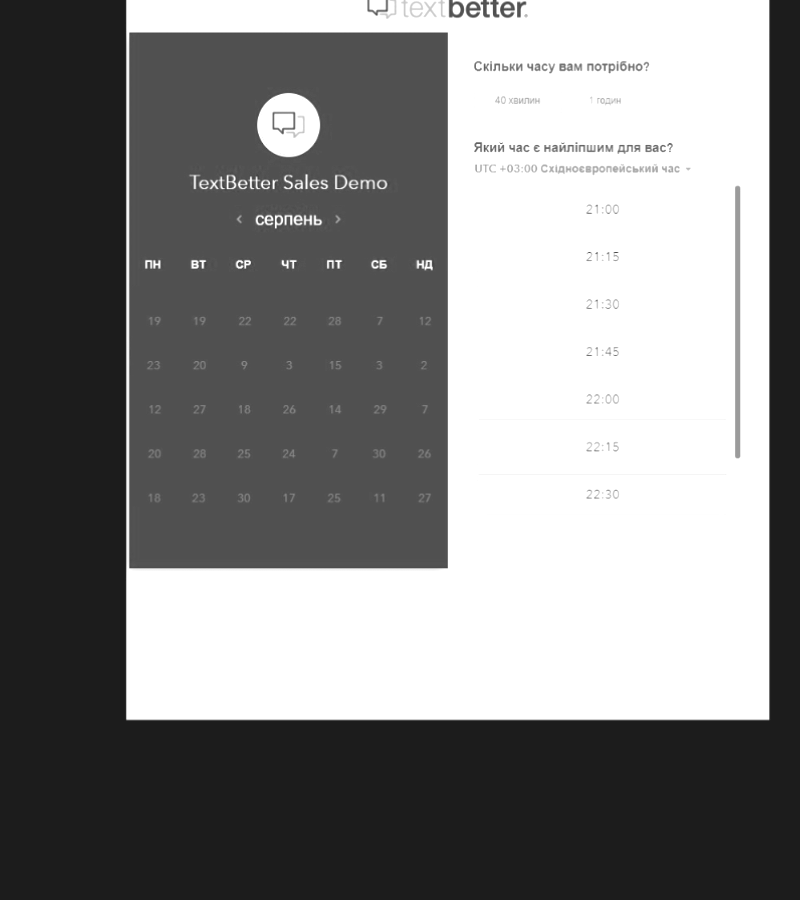 textbetter.
TextBetter Sales Demo
‹ серпень ›
ПН ВТ СР ЧТ ПТ СБ НД
19 19 22 22 28 7 12
23 20 9 3 15 3 2
12 27 18 26 14 29 7
20 28 25 24 7 30 26
18 23 30 17 25 11 27
Скільки часу вам потрібно?
40 хвилин 1 годин
Який час є найліпшим для вас?
UTC +03:00 Східноєвропейський час
21:00
21:15
21:30
21:45
22:00
22:15
22:30